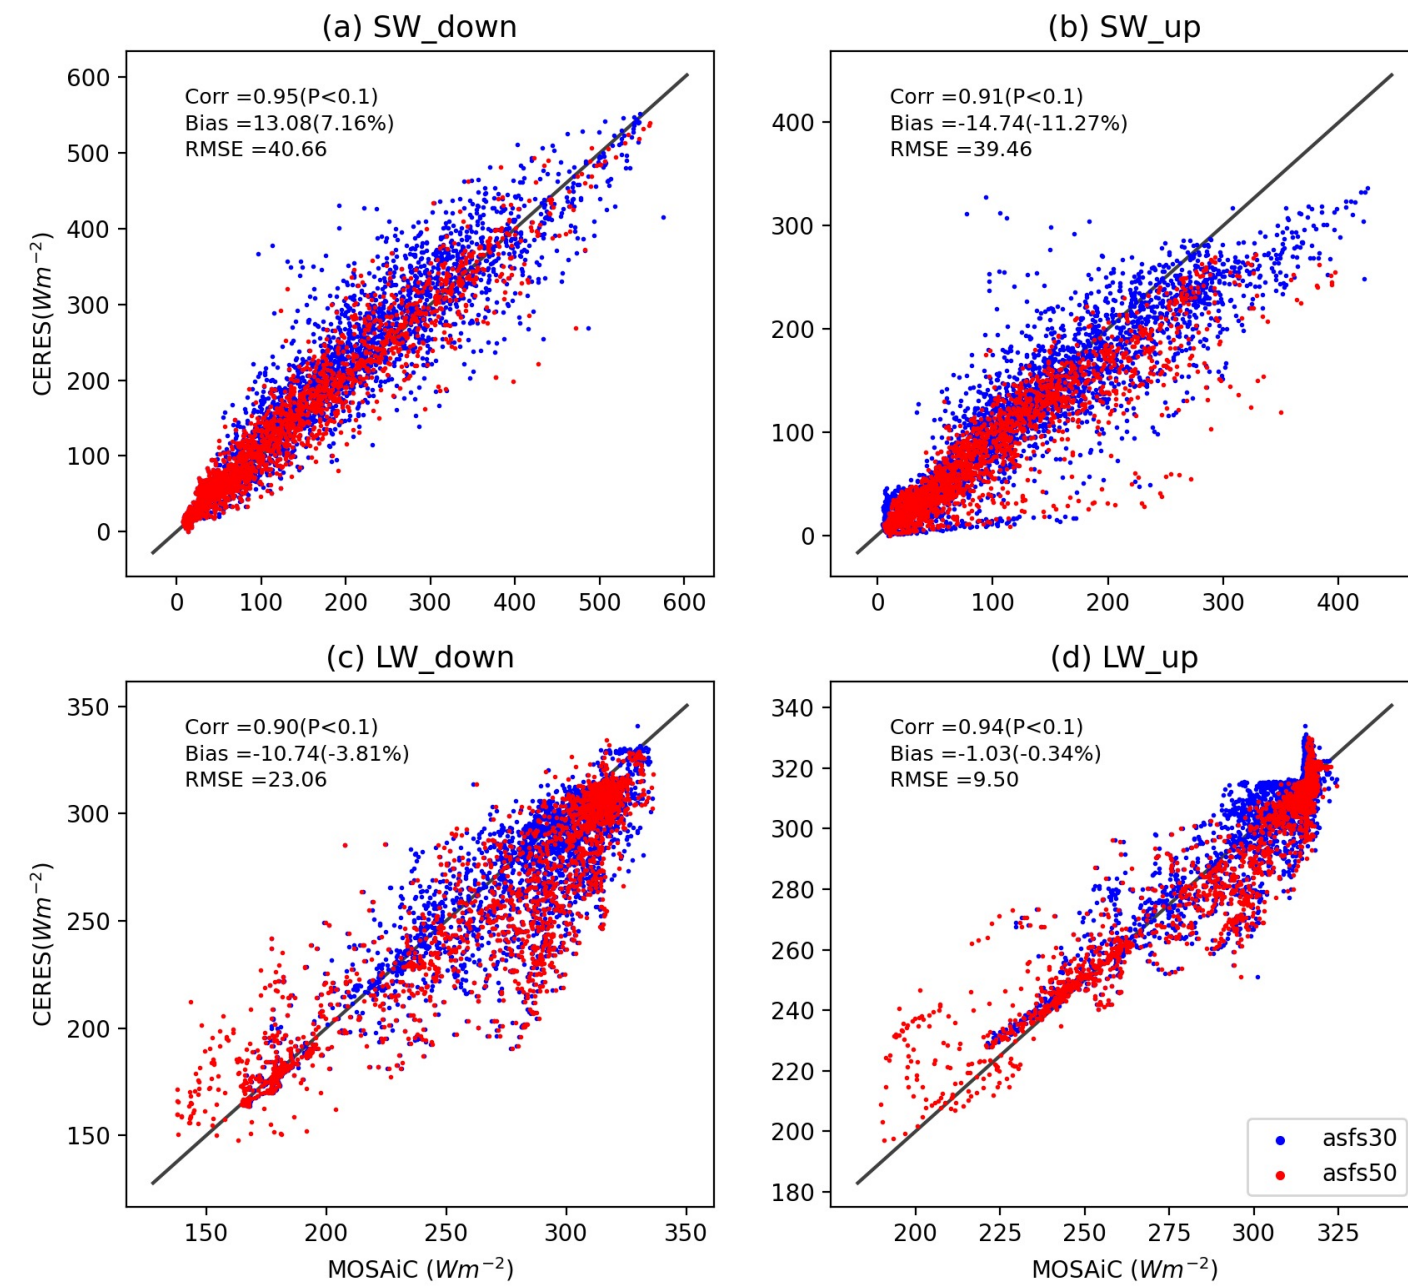 (a) SW_down
Corr =0.95(P<0.1)
Bias =13.08(7.16%)
RMSE =40.66
CERES(Wm⁻²)
600
500
400
300
200
100
0
0 100 200 300 400 500 600
(b) SW_up
Corr =0.91(P<0.1)
Bias =-14.74(-11.27%)
RMSE =39.46
400
300
200
100
0
0 100 200 300 400
(c) LW_down
Corr =0.90(P<0.1)
Bias =-10.74(-3.81%)
RMSE =23.06
CERES(Wm⁻²)
350
300
250
200
150
150 200 250 300 350
MOSAiC (Wm⁻²)
(d) LW_up
Corr =0.94(P<0.1)
Bias =-1.03(-0.34%)
RMSE =9.50
340
320
300
280
260
240
220
200
180
asfs30
asfs50
200 225 250 275 300 325
MOSAiC (Wm⁻²)